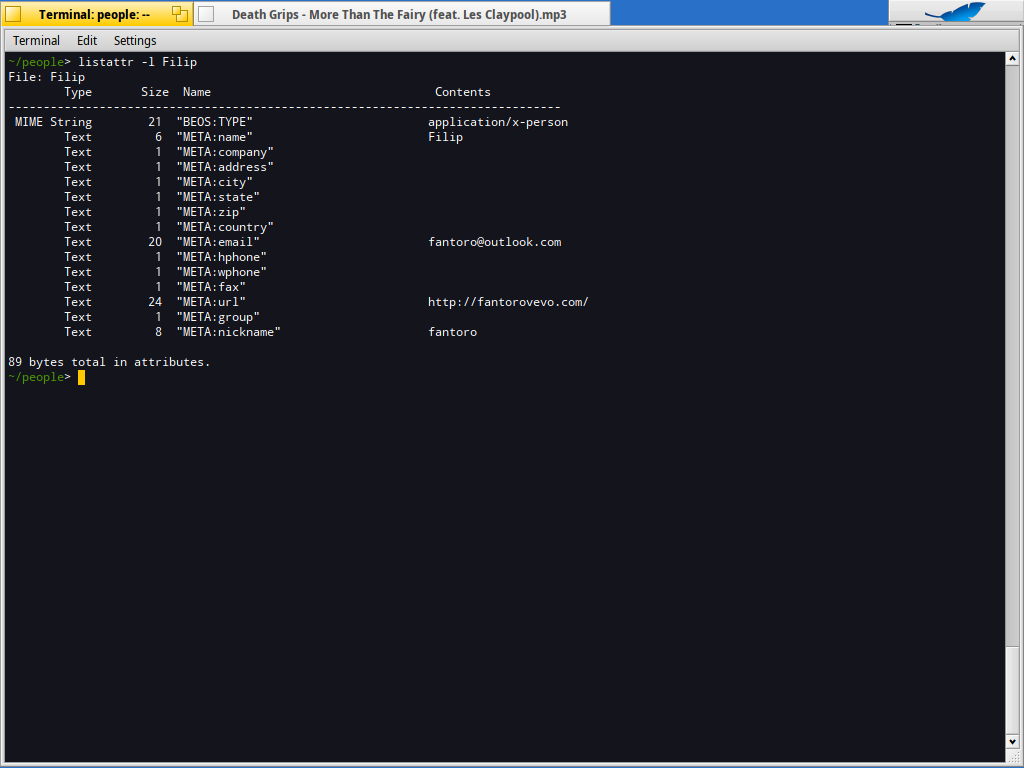 Terminal: people: --
Death Grips - More Than The Fairy (feat. Les Claypool).mp3
Terminal Edit Settings
~/people> listattr -l Filip
File: Filip
Type Size Name Contents
--------------------------------------------------------------------------------
MIME String 21 "BEOS:TYPE" application/x-person
Text 6 "META:name" Filip
Text 1 "META:company"
Text 1 "META:address"
Text 1 "META:city"
Text 1 "META:state"
Text 1 "META:zip"
Text 1 "META:country"
Text 20 "META:email" fantoro@outlook.com
Text 1 "META:hphone"
Text 1 "META:wphone"
Text 1 "META:fax"
Text 24 "META:url" http://fantorovevo.com/
Text 1 "META:group"
Text 8 "META:nickname" fantoro
89 bytes total in attributes.
~/people>